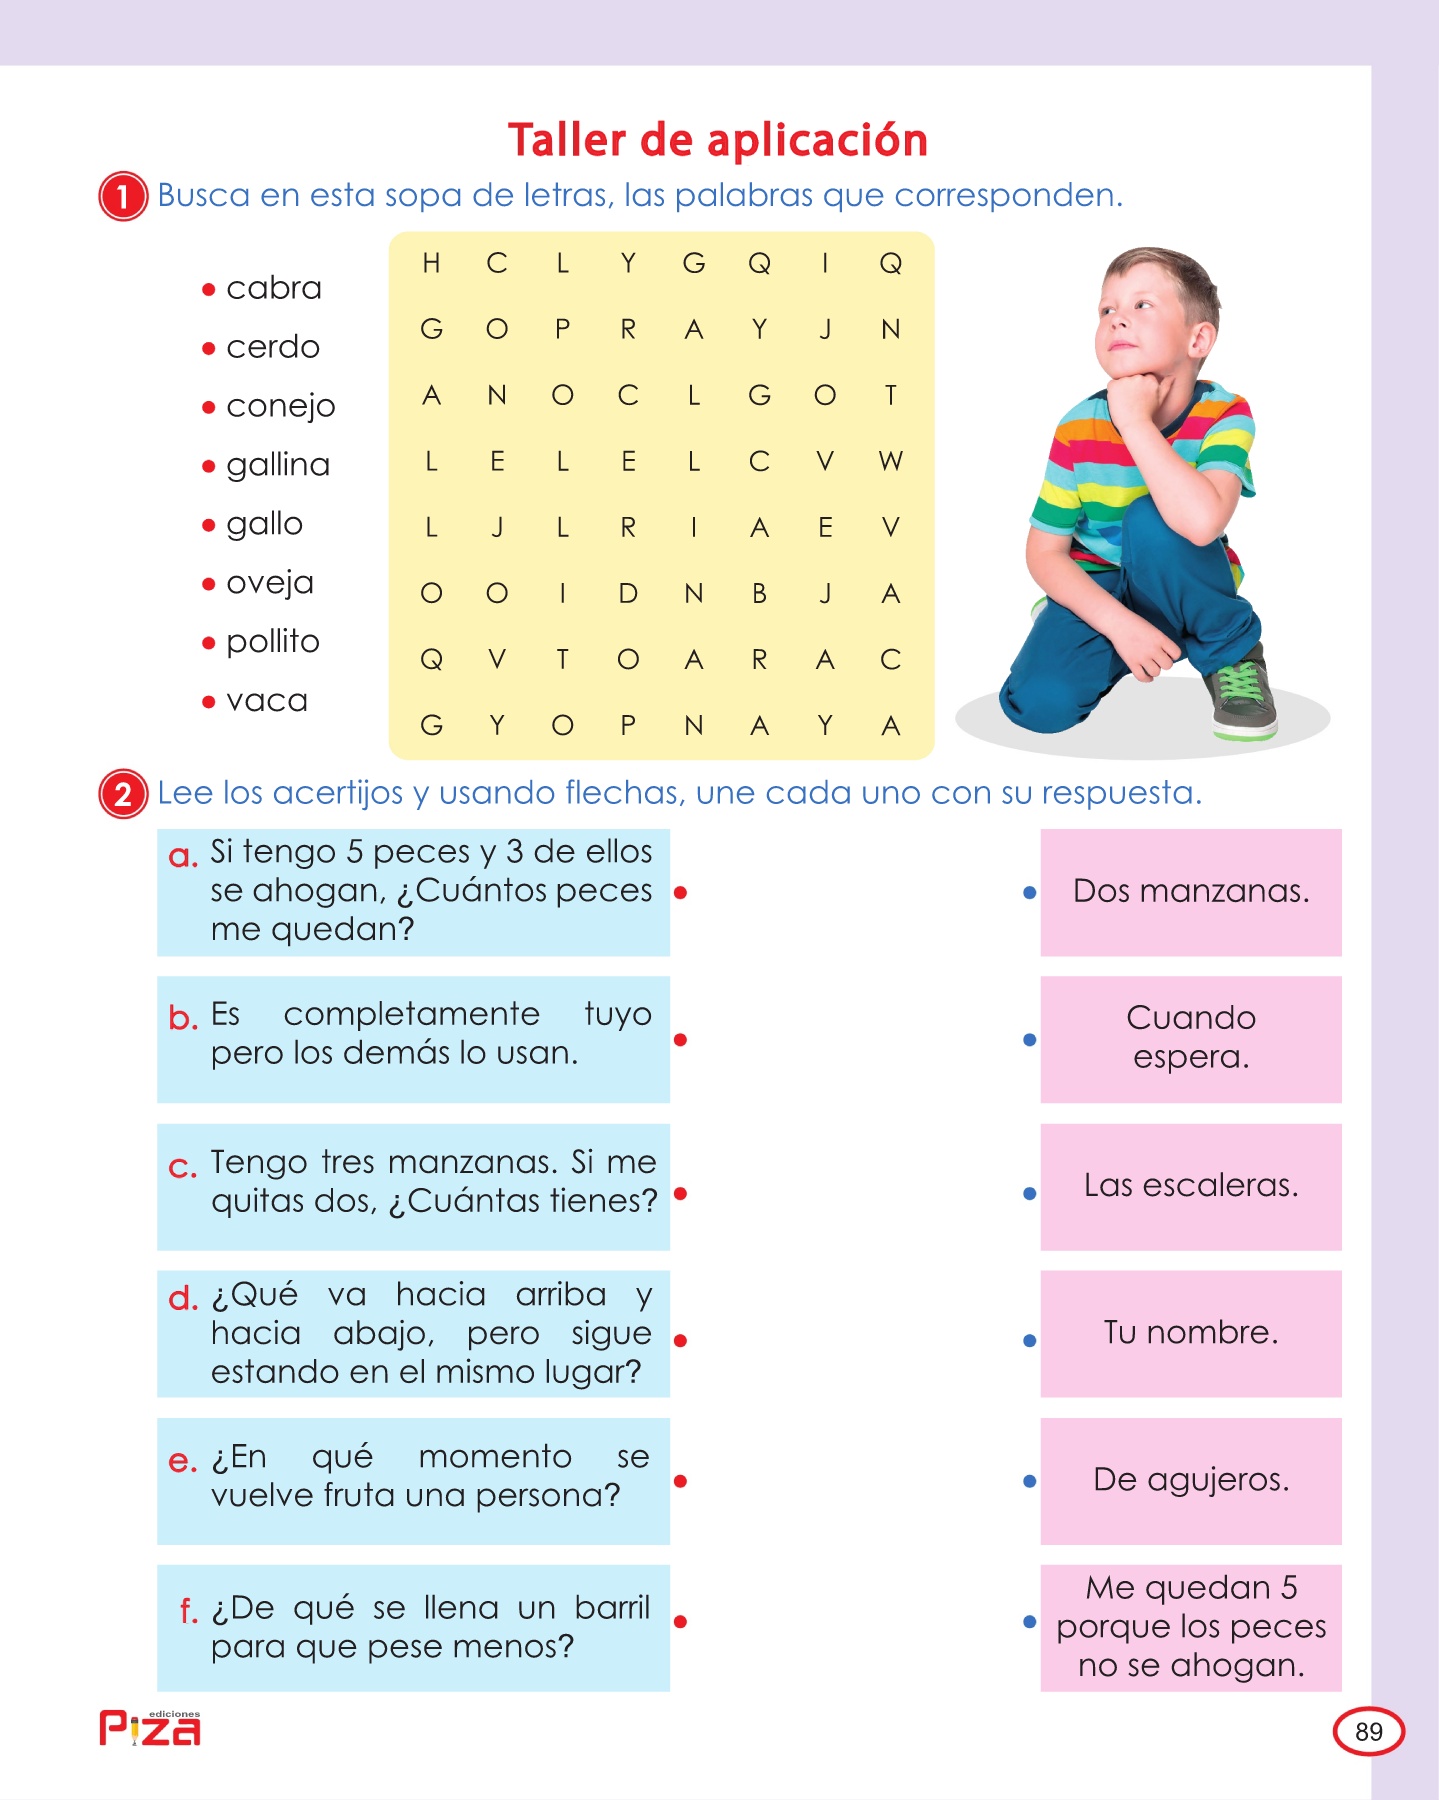 Taller de aplicación
1 Busca en esta sopa de letras, las palabras que corresponden.
• cabra
• cerdo
• conejo
• gallina
• gallo
• oveja
• pollito
• vaca
H C L Y G Q I Q
G O P R A Y J N
A N O C L G O T
L E L E L C V W
L J L R I A E V
O O I D N B J A
Q V T O A R A C
G Y O P N A Y A
2 Lee los acertijos y usando flechas, une cada uno con su respuesta.
a. Si tengo 5 peces y 3 de ellos
se ahogan, ¿Cuántos peces
me quedan?
Dos manzanas.
b. Es completamente tuyo
pero los demás lo usan.
Cuando
espera.
c. Tengo tres manzanas. Si me
quitas dos, ¿Cuántas tienes?
Las escaleras.
d. ¿Qué va hacia arriba y
hacia abajo, pero sigue
estando en el mismo lugar?
Tu nombre.
e. ¿En qué momento se
vuelve fruta una persona?
De agujeros.
f. ¿De qué se llena un barril
para que pese menos?
Me quedan 5
porque los peces
no se ahogan.
ediciones
Piza
89